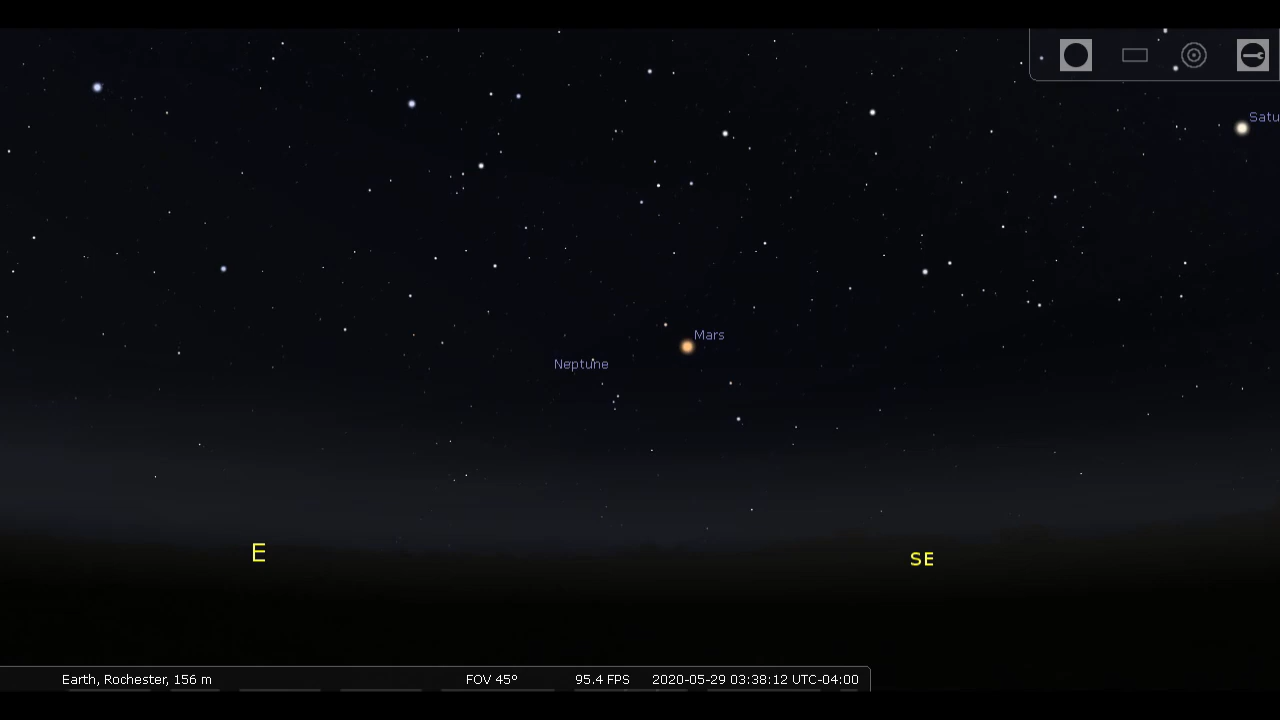 Satu
Mars
Neptune
E
SE
Earth, Rochester, 156 m FOV 45° 95.4 FPS 2020-05-29 03:38:12 UTC-04:00